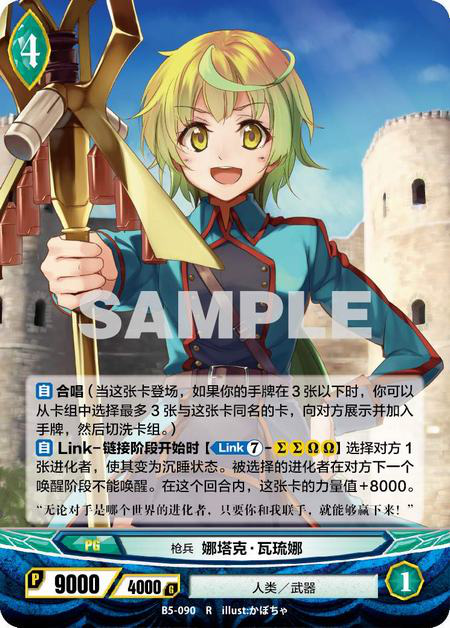 4
SAMPLE
自 合唱（当这张卡登场，如果你的手牌在3张以下时，你可以
从卡组中选择最多3张与这张卡同名的卡，向对方展示并加入
手牌，然后切洗卡组。）
自 Link-链接阶段开始时【Link 7-ΣΣΩΩ】选择对方1
张进化者，使其变为沉睡状态。被选择的进化者在对方下一个
唤醒阶段不能唤醒。在这个回合内，这张卡的力量值+8000。
“无论对手是哪个世界的进化者，只要你和我联手，就能够赢下来！”
PG 枪兵 娜塔克·瓦琉娜
P 9000 4000 G 人类／武器 1
B5-090 R illust:かぼちゃ